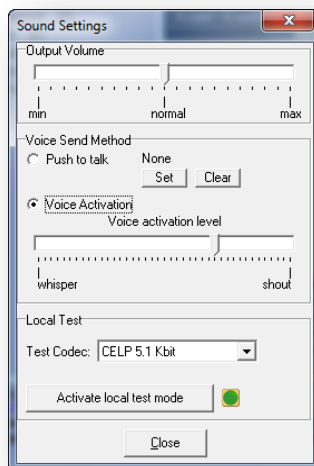 Sound Settings
Output Volume
min normal max
Voice Send Method
Push to talk None
Set Clear
Voice Activation
Voice activation level
whisper shout
Local Test
Test Codec: CELP 5.1 Kbit
Activate local test mode
Close